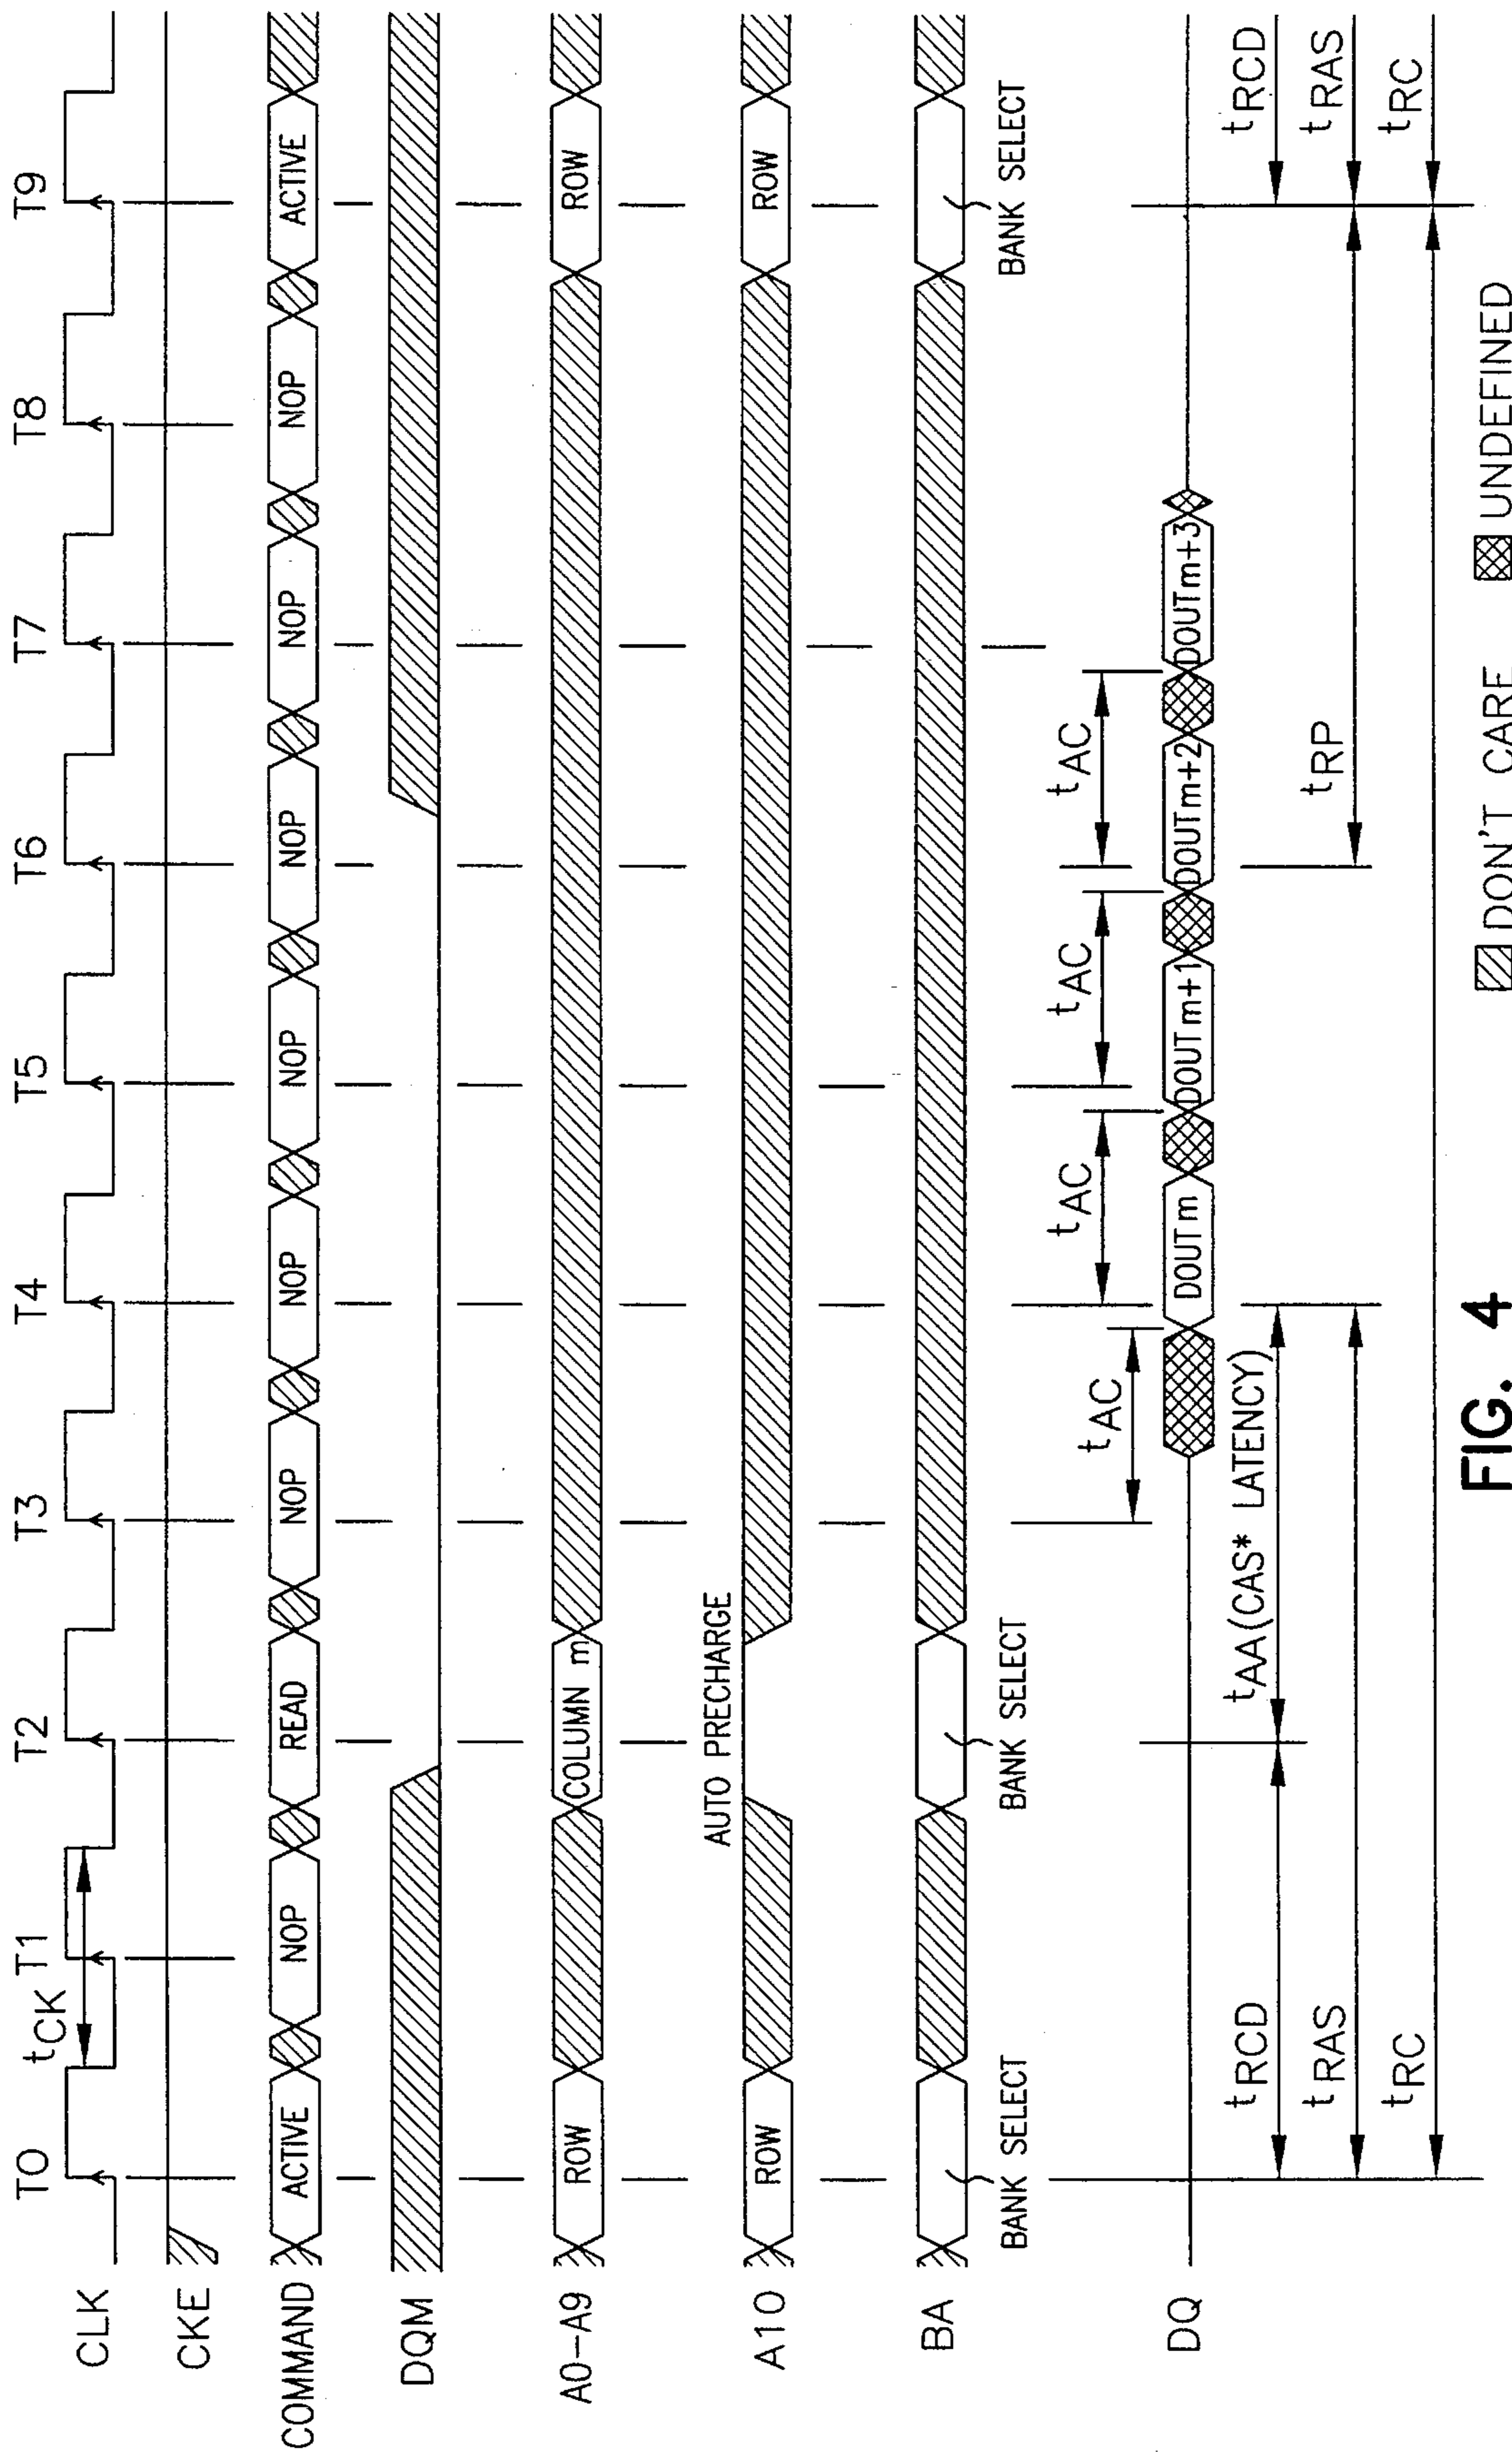 T0 T1 T2 T3 T4 T5 T6 T7 T8 T9
tCK
CLK
CKE
COMMAND ACTIVE NOP READ NOP NOP NOP NOP NOP NOP ACTIVE
DQM
A0-A9 ROW COLUMN m ROW
AUTO PRECHARGE
A10 ROW ROW
BA
BANK SELECT BANK SELECT BANK SELECT
tAC tAC tAC tAC
DQ DOUT m DOUT m+1 DOUT m+2 DOUT m+3
tRCD tAA (CAS* LATENCY) tRCD
tRAS tRP tRAS
tRC tRC
DON'T CARE UNDEFINED
FIG. 4